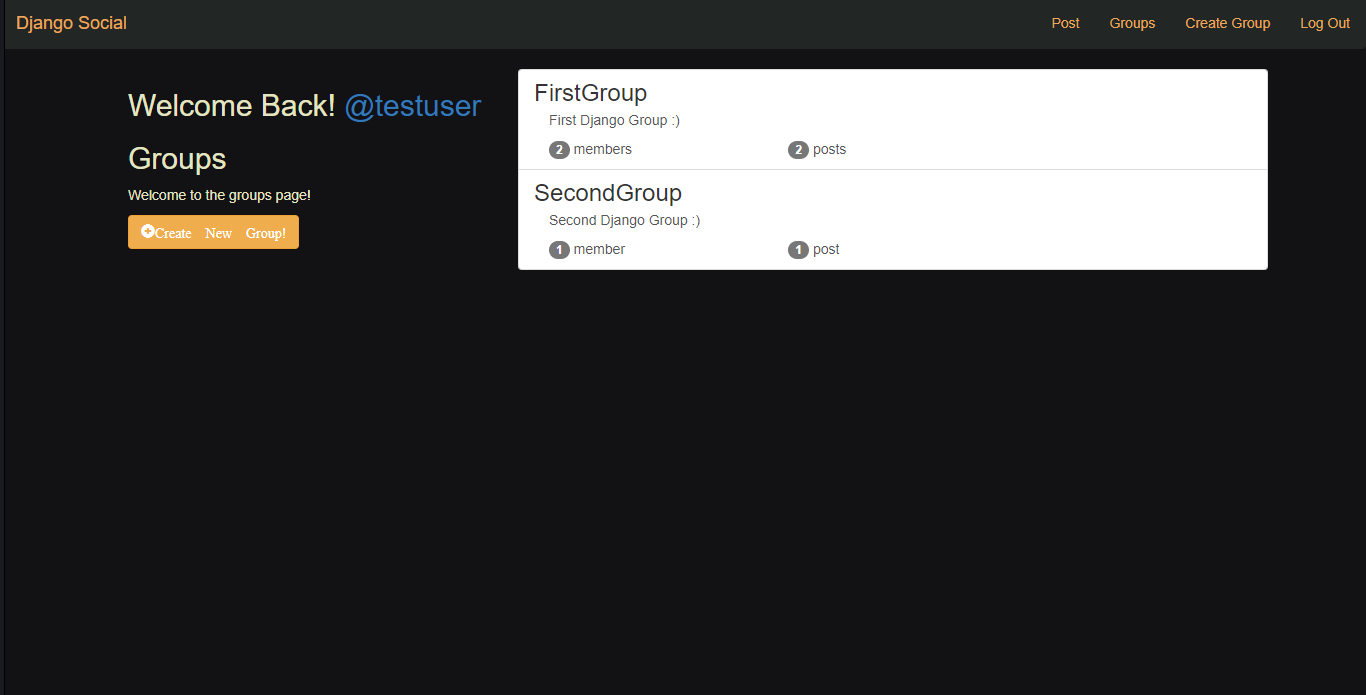 Django Social
Post Groups Create Group Log Out
Welcome Back! @testuser
Groups
Welcome to the groups page!
Create New Group!
FirstGroup
First Django Group :)
2 members 2 posts
SecondGroup
Second Django Group :)
1 member 1 post